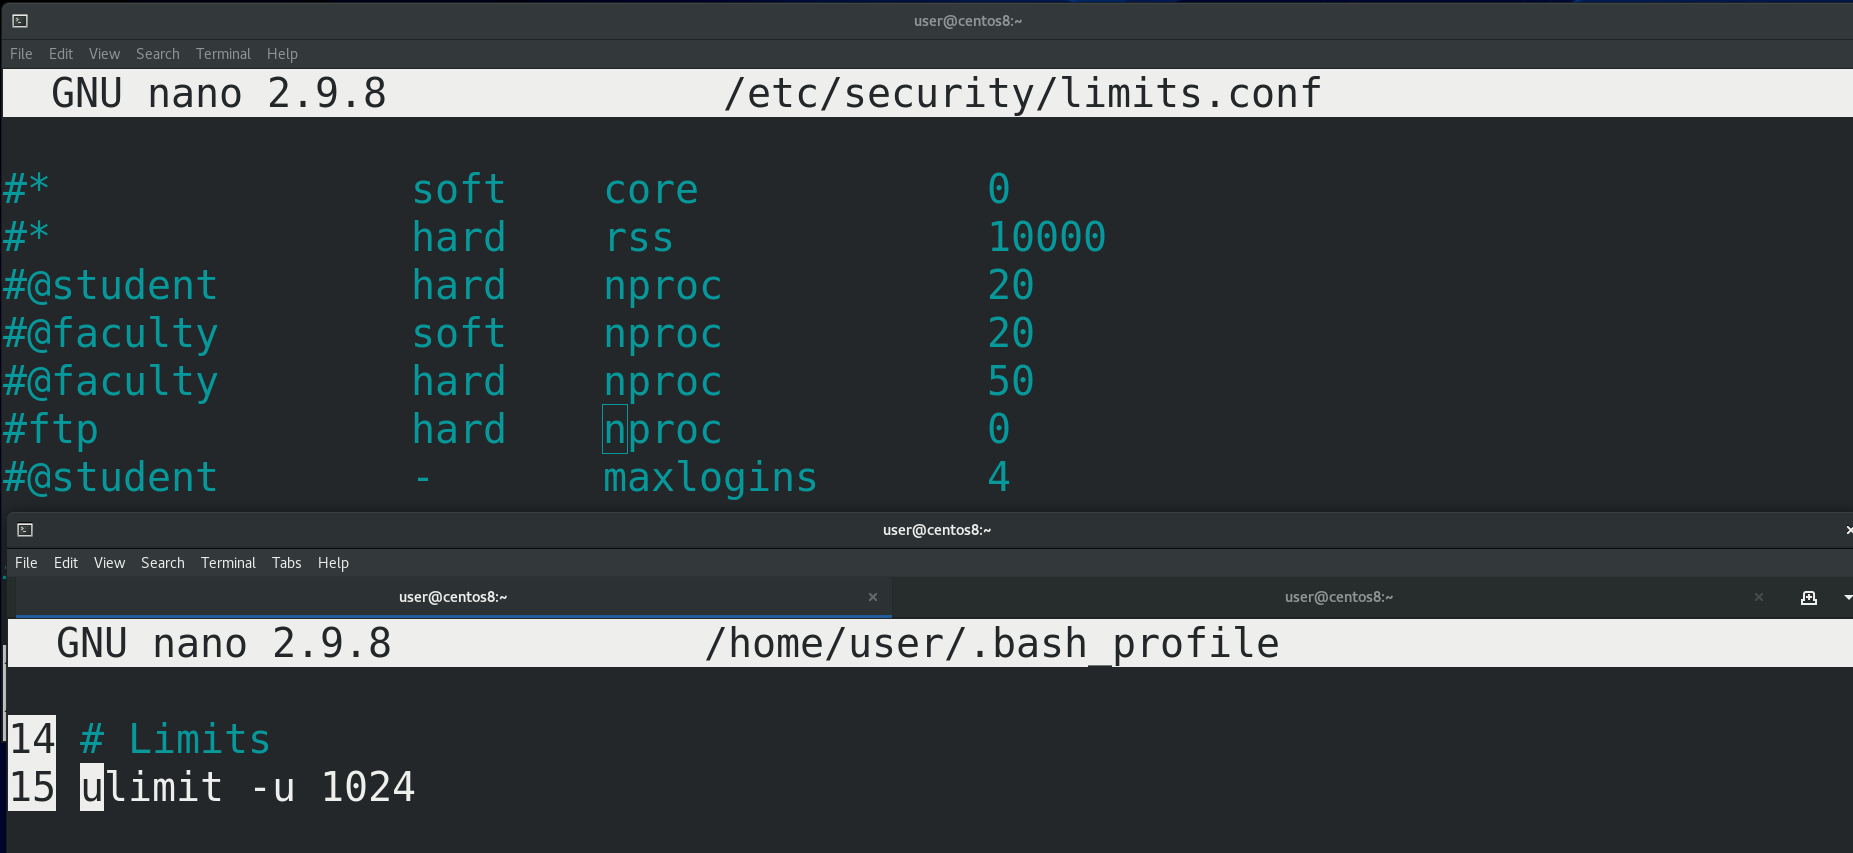 user@centos8:~
File Edit View Search Terminal Help
GNU nano 2.9.8 /etc/security/limits.conf
#* soft core 0
#* hard rss 10000
#@student hard nproc 20
#@faculty soft nproc 20
#@faculty hard nproc 50
#ftp hard nproc 0
#@student - maxlogins 4
user@centos8:~
File Edit View Search Terminal Tabs Help
user@centos8:~ user@centos8:~
GNU nano 2.9.8 /home/user/.bash_profile
14 # Limits
15 ulimit -u 1024